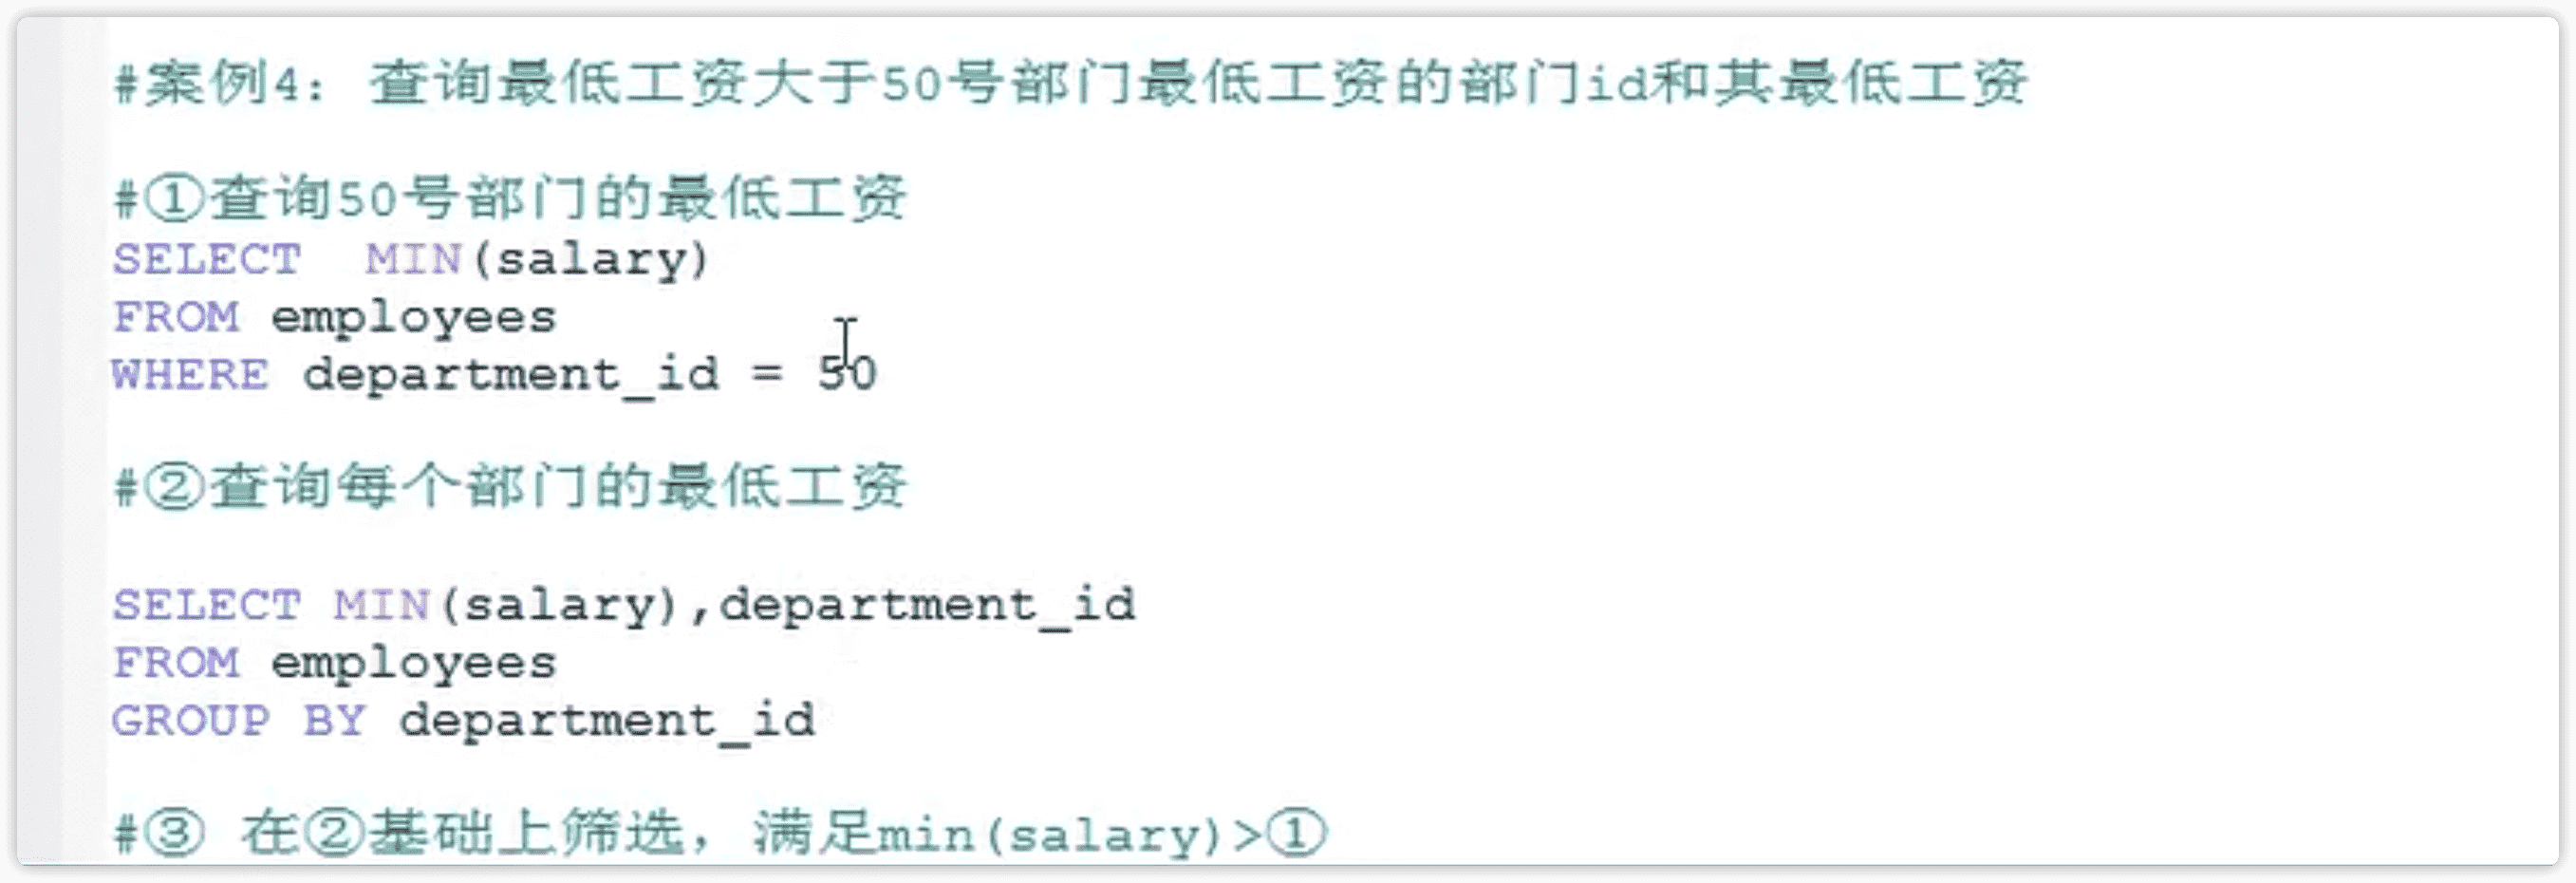 #案例4：查询最低工资大于50号部门最低工资的部门id和其最低工资
#①查询50号部门的最低工资
SELECT  MIN(salary)
FROM employees
WHERE department_id = 50
#②查询每个部门的最低工资
SELECT MIN(salary),department_id
FROM employees
GROUP BY department_id
#③ 在②基础上筛选，满足min(salary)>①